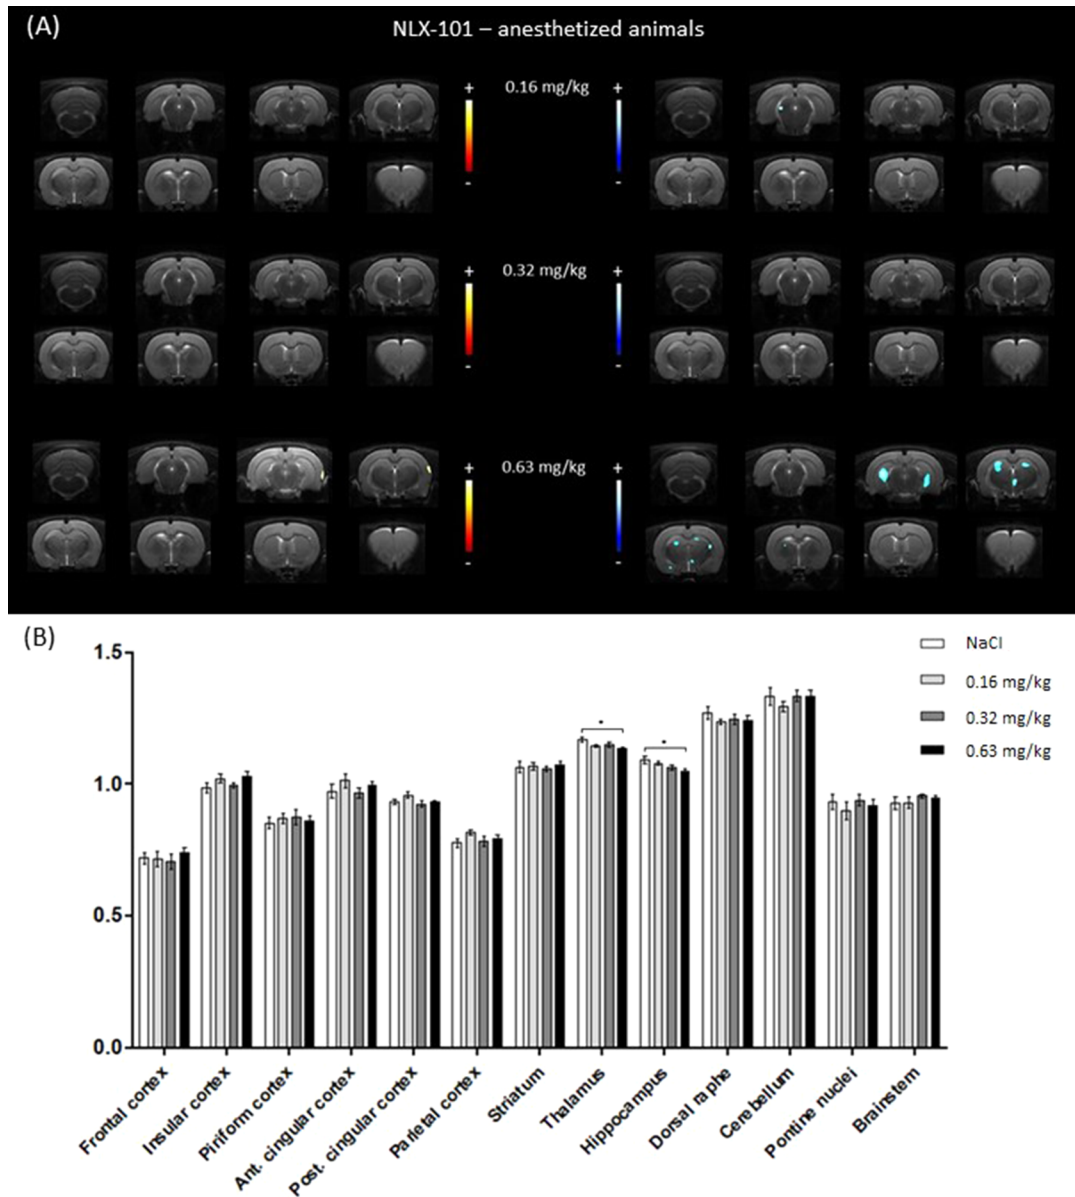 (A)
NLX-101 – anesthetized animals
+ 0.16 mg/kg +
- -
+ 0.32 mg/kg +
- -
+ 0.63 mg/kg +
- -
(B)
NaCl
0.16 mg/kg
0.32 mg/kg
0.63 mg/kg
1.5
1.0
0.5
0.0
*
*
Frontal cortex
Insular cortex
Piriform cortex
Ant. cingular cortex
Post. cingular cortex
Parietal cortex
Striatum
Thalamus
Hippocampus
Dorsal raphe
Cerebellum
Pontine nuclei
Brainstem